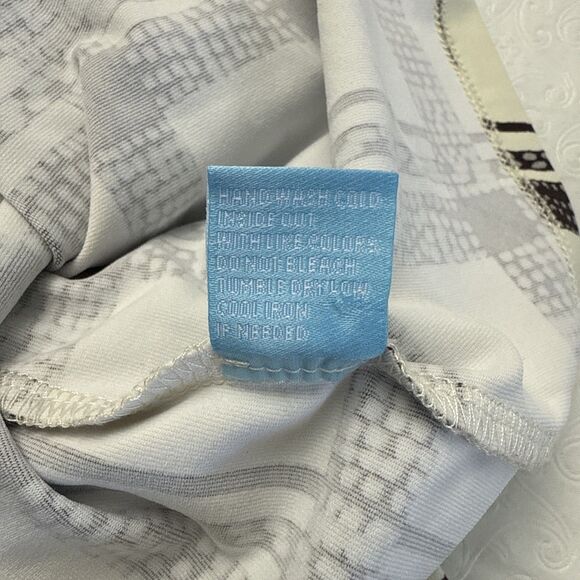 HAND WASH COLD
INSIDE OUT
WITH LIKE COLORS
DO NOT BLEACH
TUMBLE DRY LOW
COOL IRON
IF NEEDED